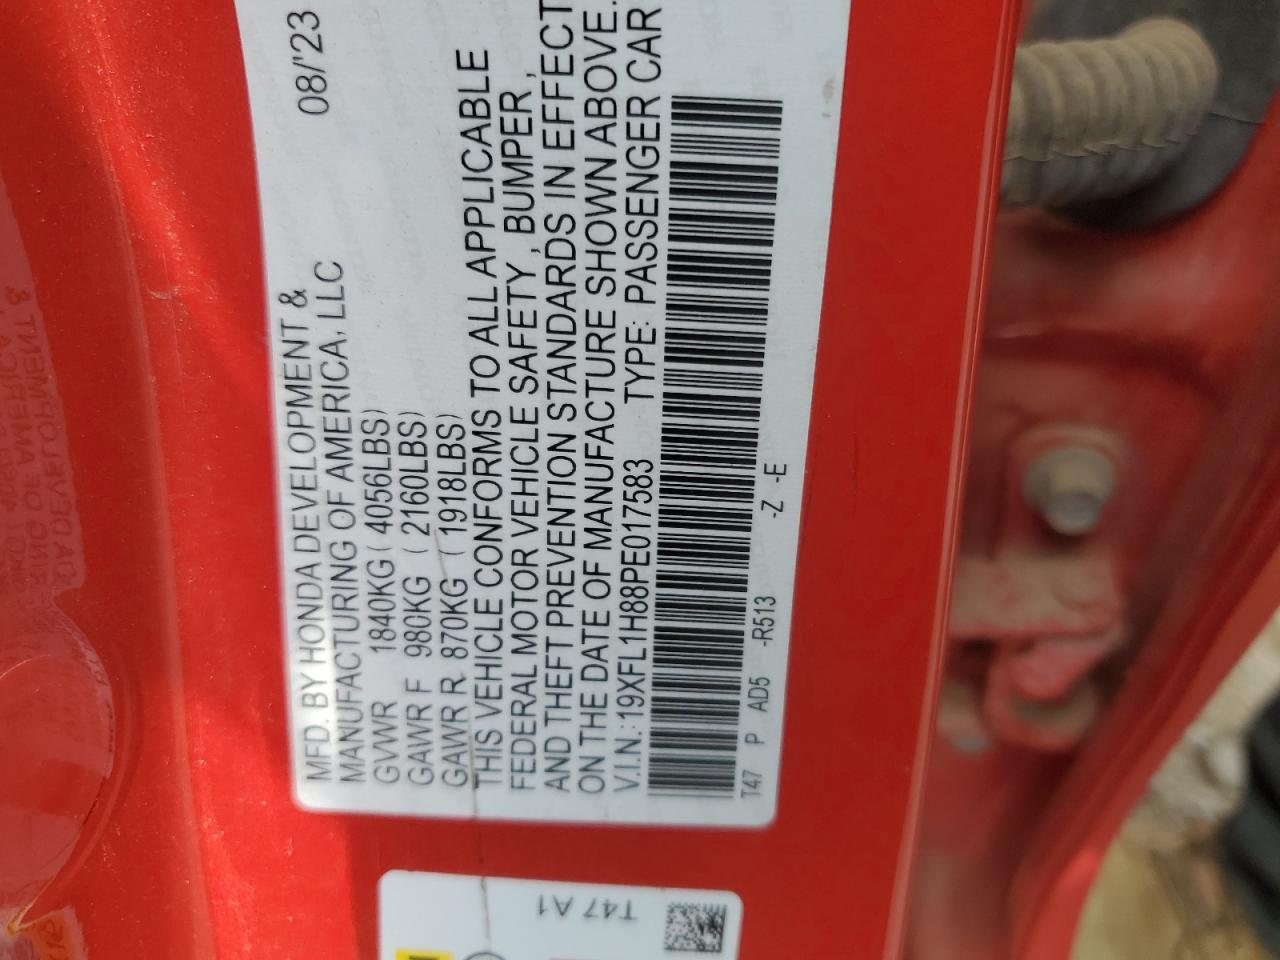 MFD. BY HONDA DEVELOPMENT & 08/'23
MANUFACTURING OF AMERICA, LLC
GVWR 1840KG ( 4056LBS)
GAWR F 980KG ( 2160LBS)
GAWR R 870KG ( 1918LBS)
THIS VEHICLE CONFORMS TO ALL APPLICABLE
FEDERAL MOTOR VEHICLE SAFETY , BUMPER,
AND THEFT PREVENTION STANDARDS IN EFFECT
ON THE DATE OF MANUFACTURE SHOWN ABOVE.
V.I.N.: 19XFL1H88PE017583 TYPE: PASSENGER CAR
T47 P AD5 -R513 -Z -E
T47 A1